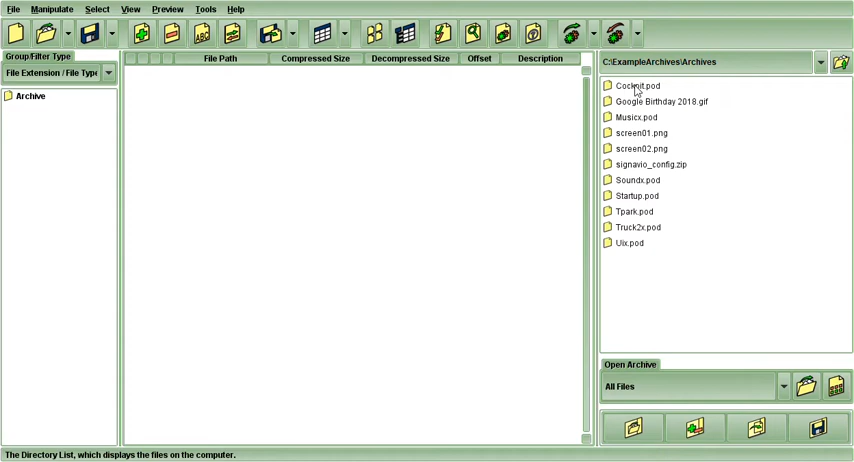 File Manipulate Select View Preview Tools Help
Group/Filter Type
File Extension / File Type
Archive
File Path Compressed Size Decompressed Size Offset Description
C:\ExampleArchives\Archives
Cockpit.pod
Google Birthday 2018.gif
Musicx.pod
screen01.png
screen02.png
signavio_config.zip
Soundx.pod
Startup.pod
Tpark.pod
Truck2x.pod
Uix.pod
Open Archive
All Files
The Directory List, which displays the files on the computer.